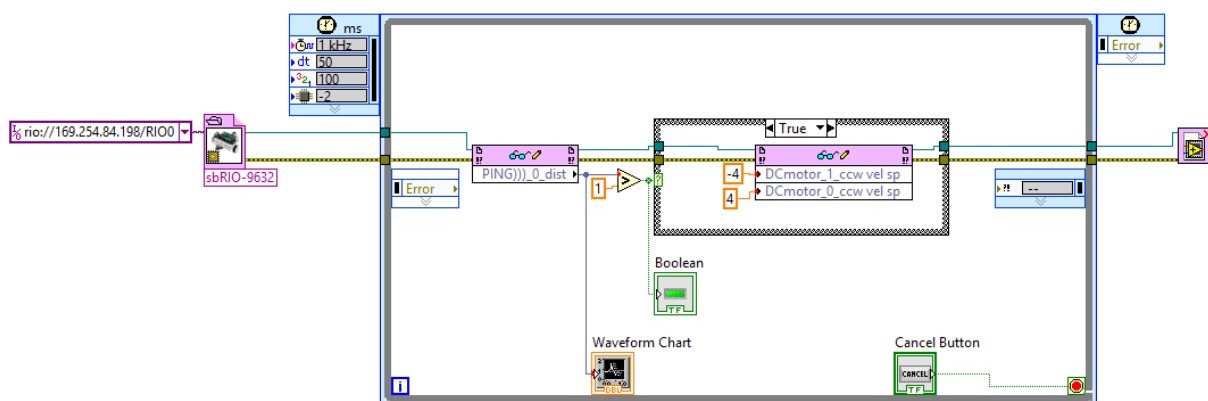 ms
1 kHz
dt 50
321 100
-2
Error
rio://169.254.84.198/RIO0
sbRIO-9632
Error
PING)))_0_dist
1
>
True
-4
DCmotor_1_ccw vel sp
4
DCmotor_0_ccw vel sp
?
?! --
Boolean
TF
Waveform Chart
DBL
Cancel Button
CANCEL
TF
i